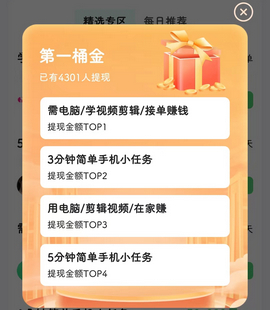 精选专区 每日推荐
第一桶金
已有4301人提现
需电脑/学视频剪辑/接单赚钱
提现金额TOP1
3分钟简单手机小任务
提现金额TOP2
用电脑/剪辑视频/在家赚
提现金额TOP3
5分钟简单手机小任务
提现金额TOP4